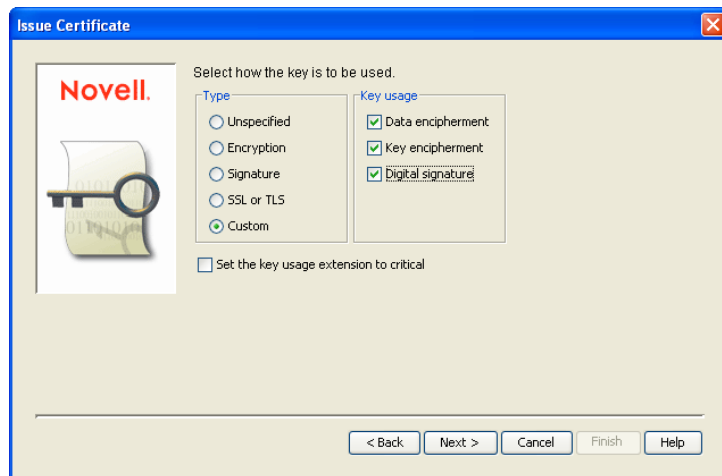 Issue Certificate
Novell.
Select how the key is to be used.
Type
Unspecified
Encryption
Signature
SSL or TLS
Custom
Key usage
Data encipherment
Key encipherment
Digital signature
Set the key usage extension to critical
< Back
Next >
Cancel
Finish
Help